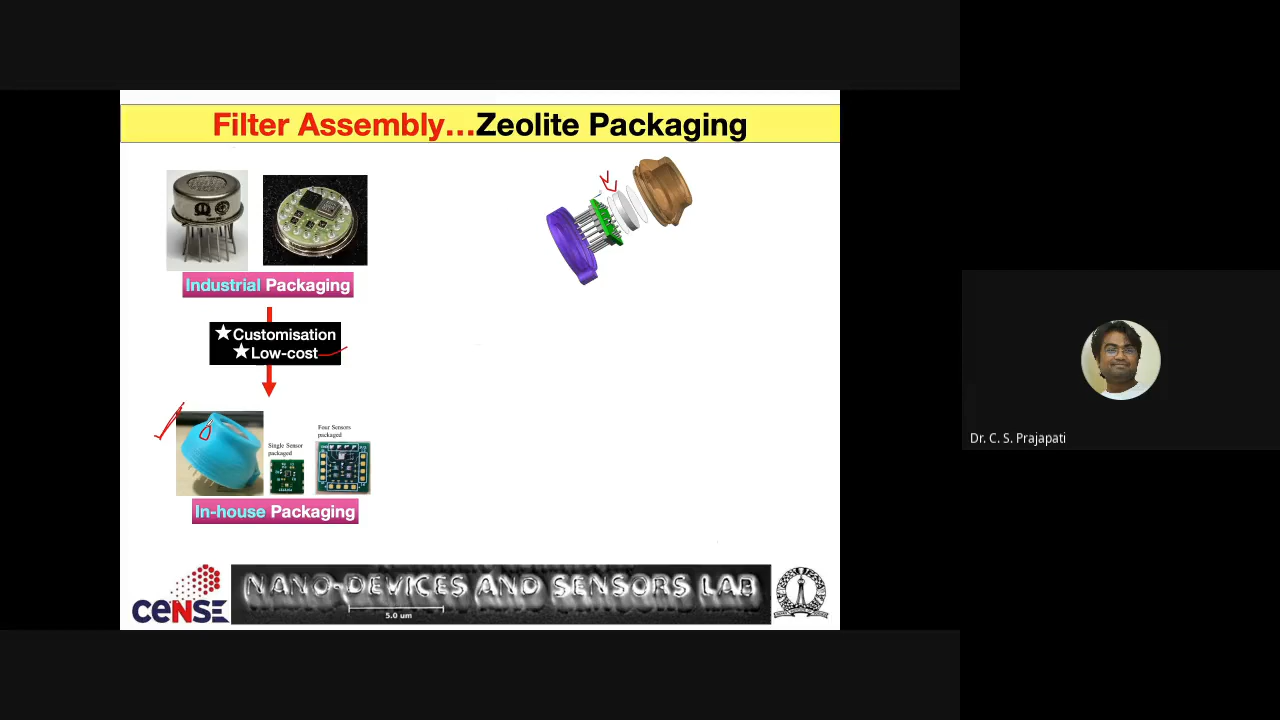 Filter Assembly...Zeolite Packaging
Industrial Packaging
★Customisation
★Low-cost
Single Sensor
packaged
Four Sensors
packaged
In-house Packaging
CeNSE
NANO-DEVICES AND SENSORS LAB
5.0 um
Dr. C. S. Prajapati